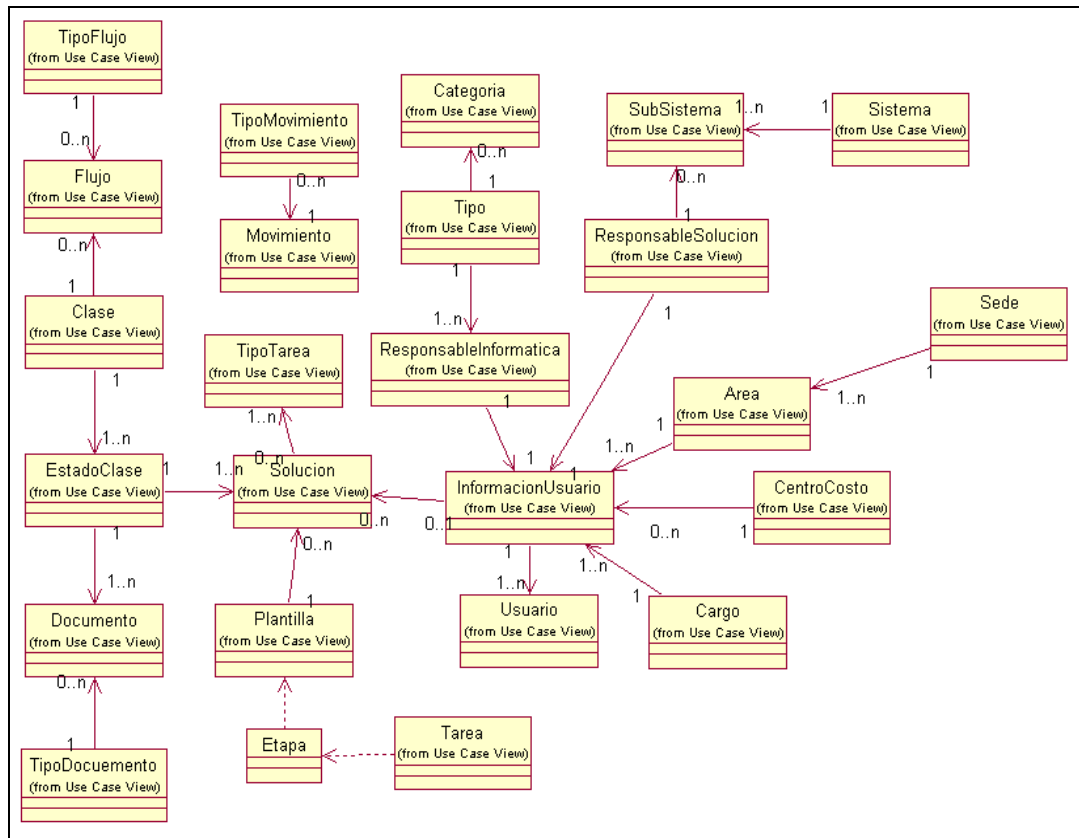 TipoFlujo
(from Use Case View)
1
0..n
Flujo
(from Use Case View)
0..n
1
Clase
(from Use Case View)
1
1..n
EstadoClase
(from Use Case View)
1
1..n
1
1..n
Documento
(from Use Case View)
0..n
1
TipoDocuemento
(from Use Case View)
TipoMovimiento
(from Use Case View)
0..n
1
Movimiento
(from Use Case View)
TipoTarea
(from Use Case View)
1..n
0..n
Solucion
(from Use Case View)
0..n
0..n
1
Plantilla
(from Use Case View)
Etapa
Tarea
(from Use Case View)
Categoria
(from Use Case View)
0..n
1
Tipo
(from Use Case View)
1
1..n
ResponsableInformatica
(from Use Case View)
1
1
SubSistema
(from Use Case View)
1..n
1
Sistema
(from Use Case View)
0..n
1
ResponsableSolucion
(from Use Case View)
1
1
Sede
(from Use Case View)
1
1..n
Area
(from Use Case View)
1
1..n
InformacionUsuario
(from Use Case View)
0..1
1
1..n
Usuario
(from Use Case View)
CentroCosto
(from Use Case View)
1
0..n
1..n
1
Cargo
(from Use Case View)